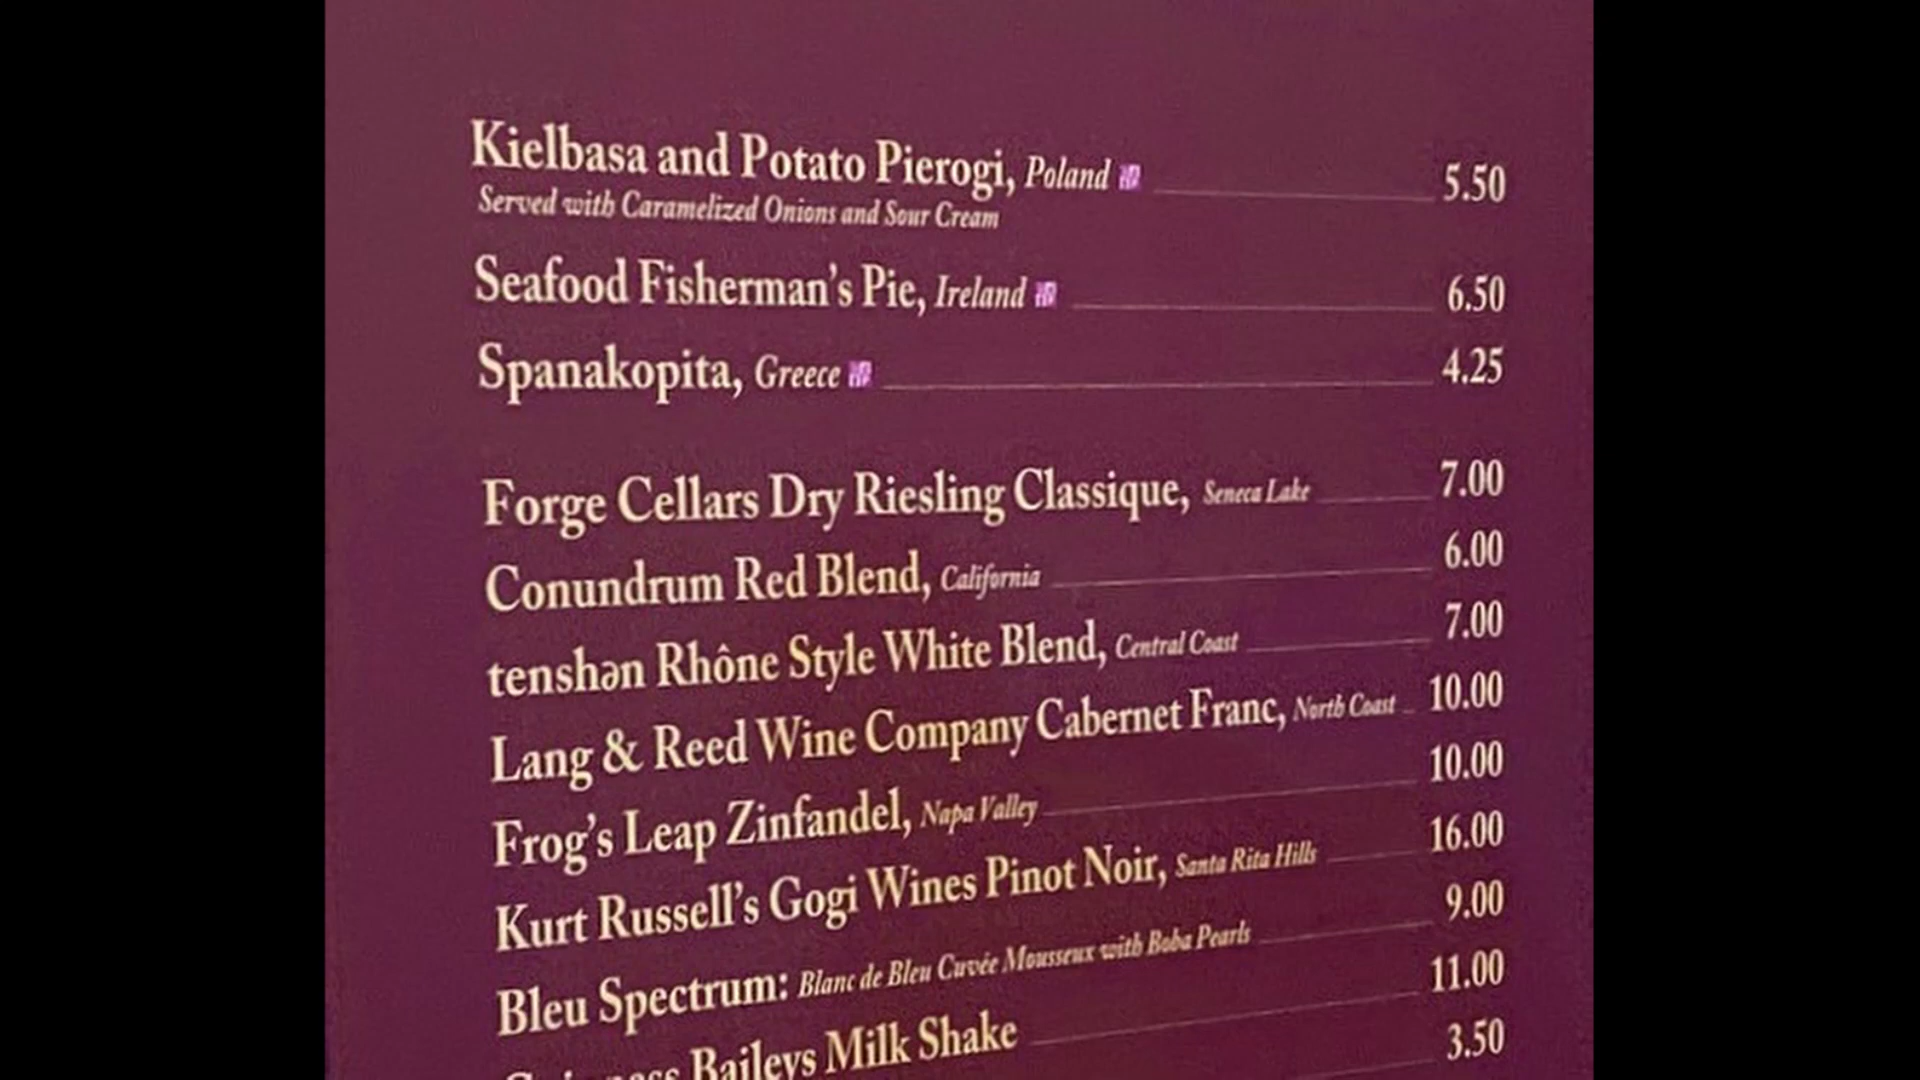 Kielbasa and Potato Pierogi, Poland 5.50
Served with Caramelized Onions and Sour Cream
Seafood Fisherman's Pie, Ireland 6.50
Spanakopita, Greece 4.25
Forge Cellars Dry Riesling Classique, Seneca Lake 7.00
Conundrum Red Blend, California 6.00
tenshən Rhône Style White Blend, Central Coast 7.00
Lang & Reed Wine Company Cabernet Franc, North Coast 10.00
Frog's Leap Zinfandel, Napa Valley 10.00
Kurt Russell's Gogi Wines Pinot Noir, Santa Rita Hills 16.00
Bleu Spectrum: Blanc de Bleu Cuvée Mousseux with Boba Pearls 9.00
Guinness Baileys Milk Shake 11.00
3.50